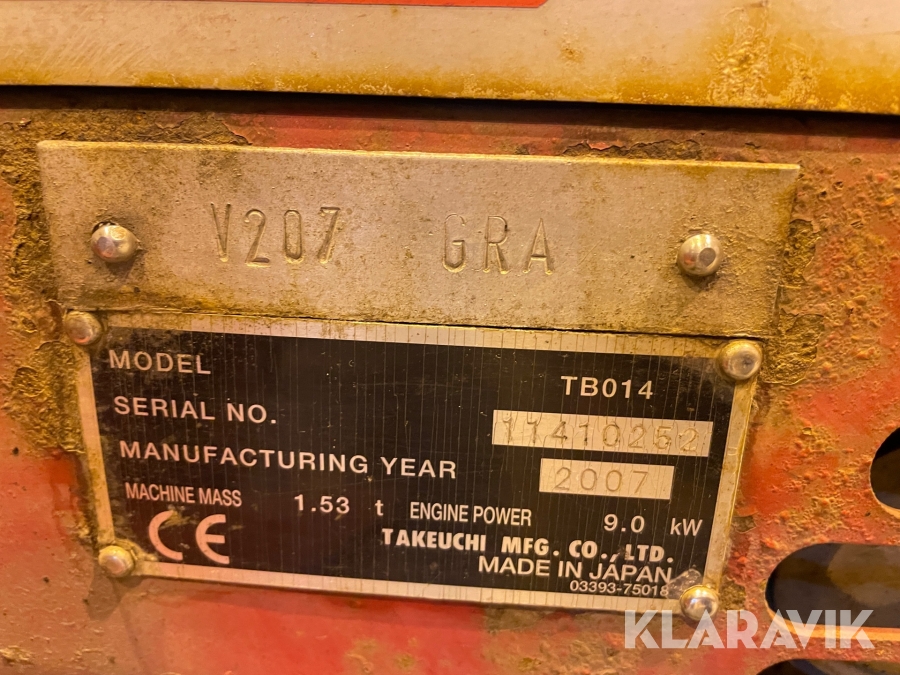 V207 GRA
MODEL TB014
SERIAL NO. 11410252
MANUFACTURING YEAR 2007
MACHINE MASS 1.53 t ENGINE POWER 9.0 kW
CE TAKEUCHI MFG. CO., LTD.
MADE IN JAPAN
03393-75018
KLARAVIK